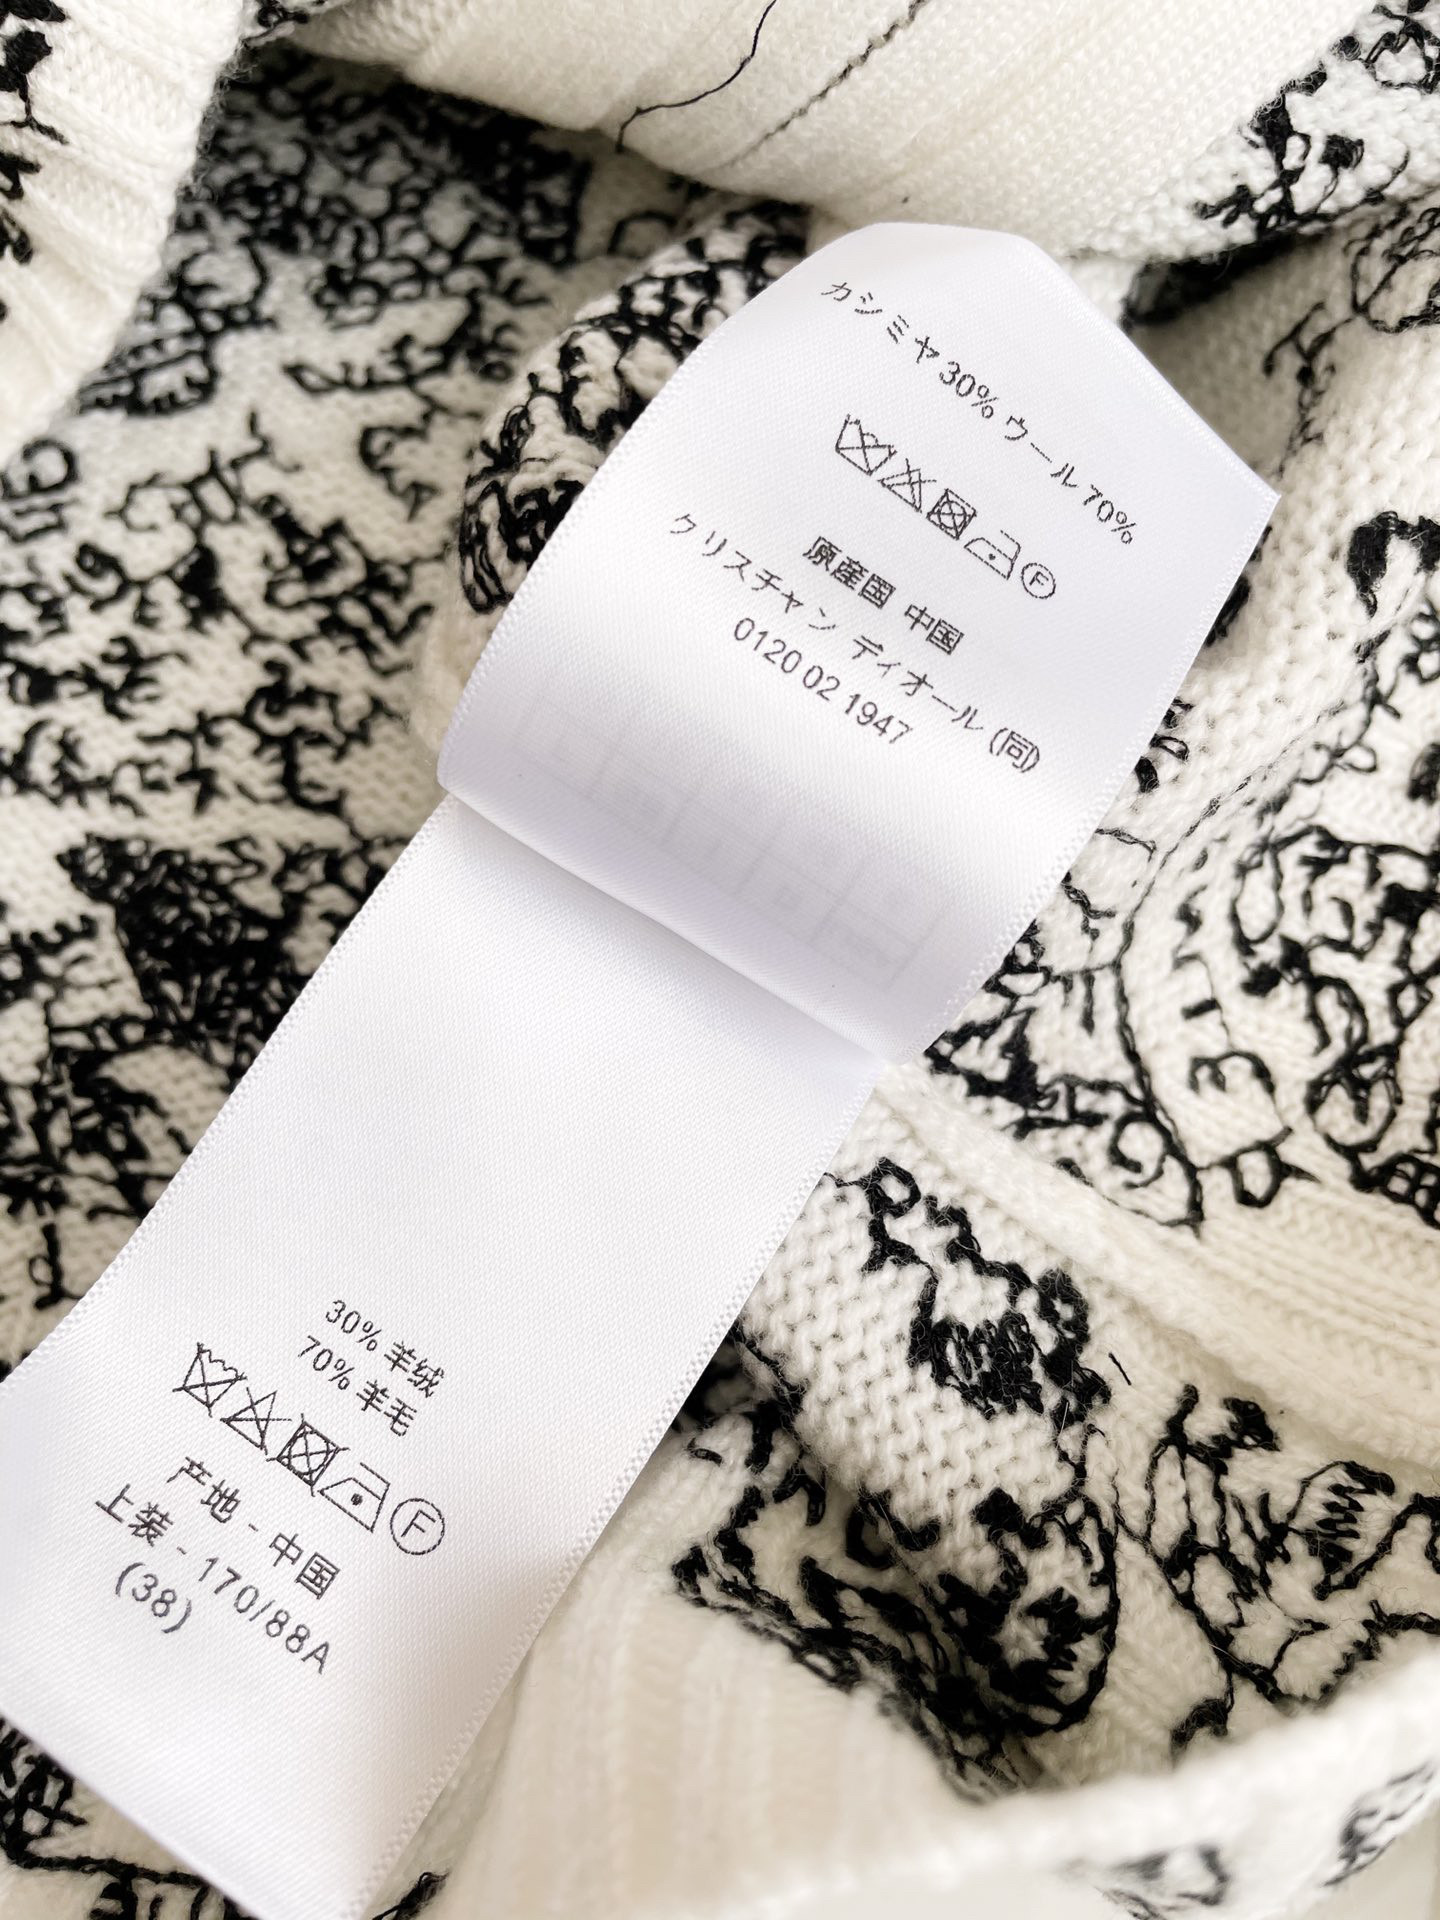 カシミヤ 30% ウール 70%
F
原産国 中国
クリスチャン ディオール (同)
0120 02 1947
30% 羊绒
70% 羊毛
F
产地 - 中国
上装 - 170/88A
(38)